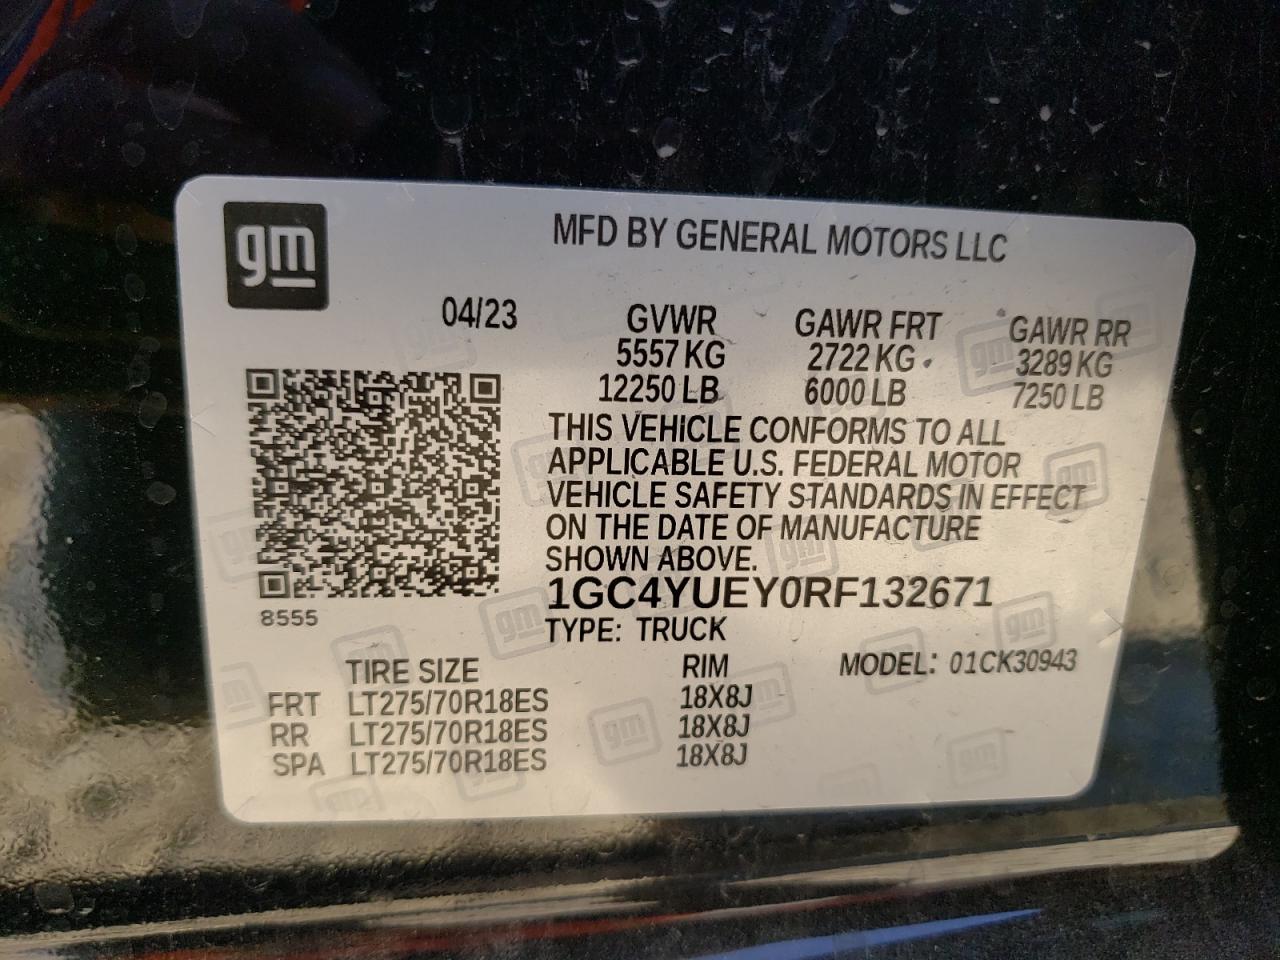 gm
MFD BY GENERAL MOTORS LLC
04/23 GVWR GAWR FRT GAWR RR
5557 KG 2722 KG 3289 KG
12250 LB 6000 LB 7250 LB
THIS VEHICLE CONFORMS TO ALL
APPLICABLE U.S. FEDERAL MOTOR
VEHICLE SAFETY STANDARDS IN EFFECT
ON THE DATE OF MANUFACTURE
SHOWN ABOVE.
1GC4YUEY0RF132671
8555
TYPE: TRUCK
TIRE SIZE RIM MODEL: 01CK30943
FRT LT275/70R18ES 18X8J
RR LT275/70R18ES 18X8J
SPA LT275/70R18ES 18X8J